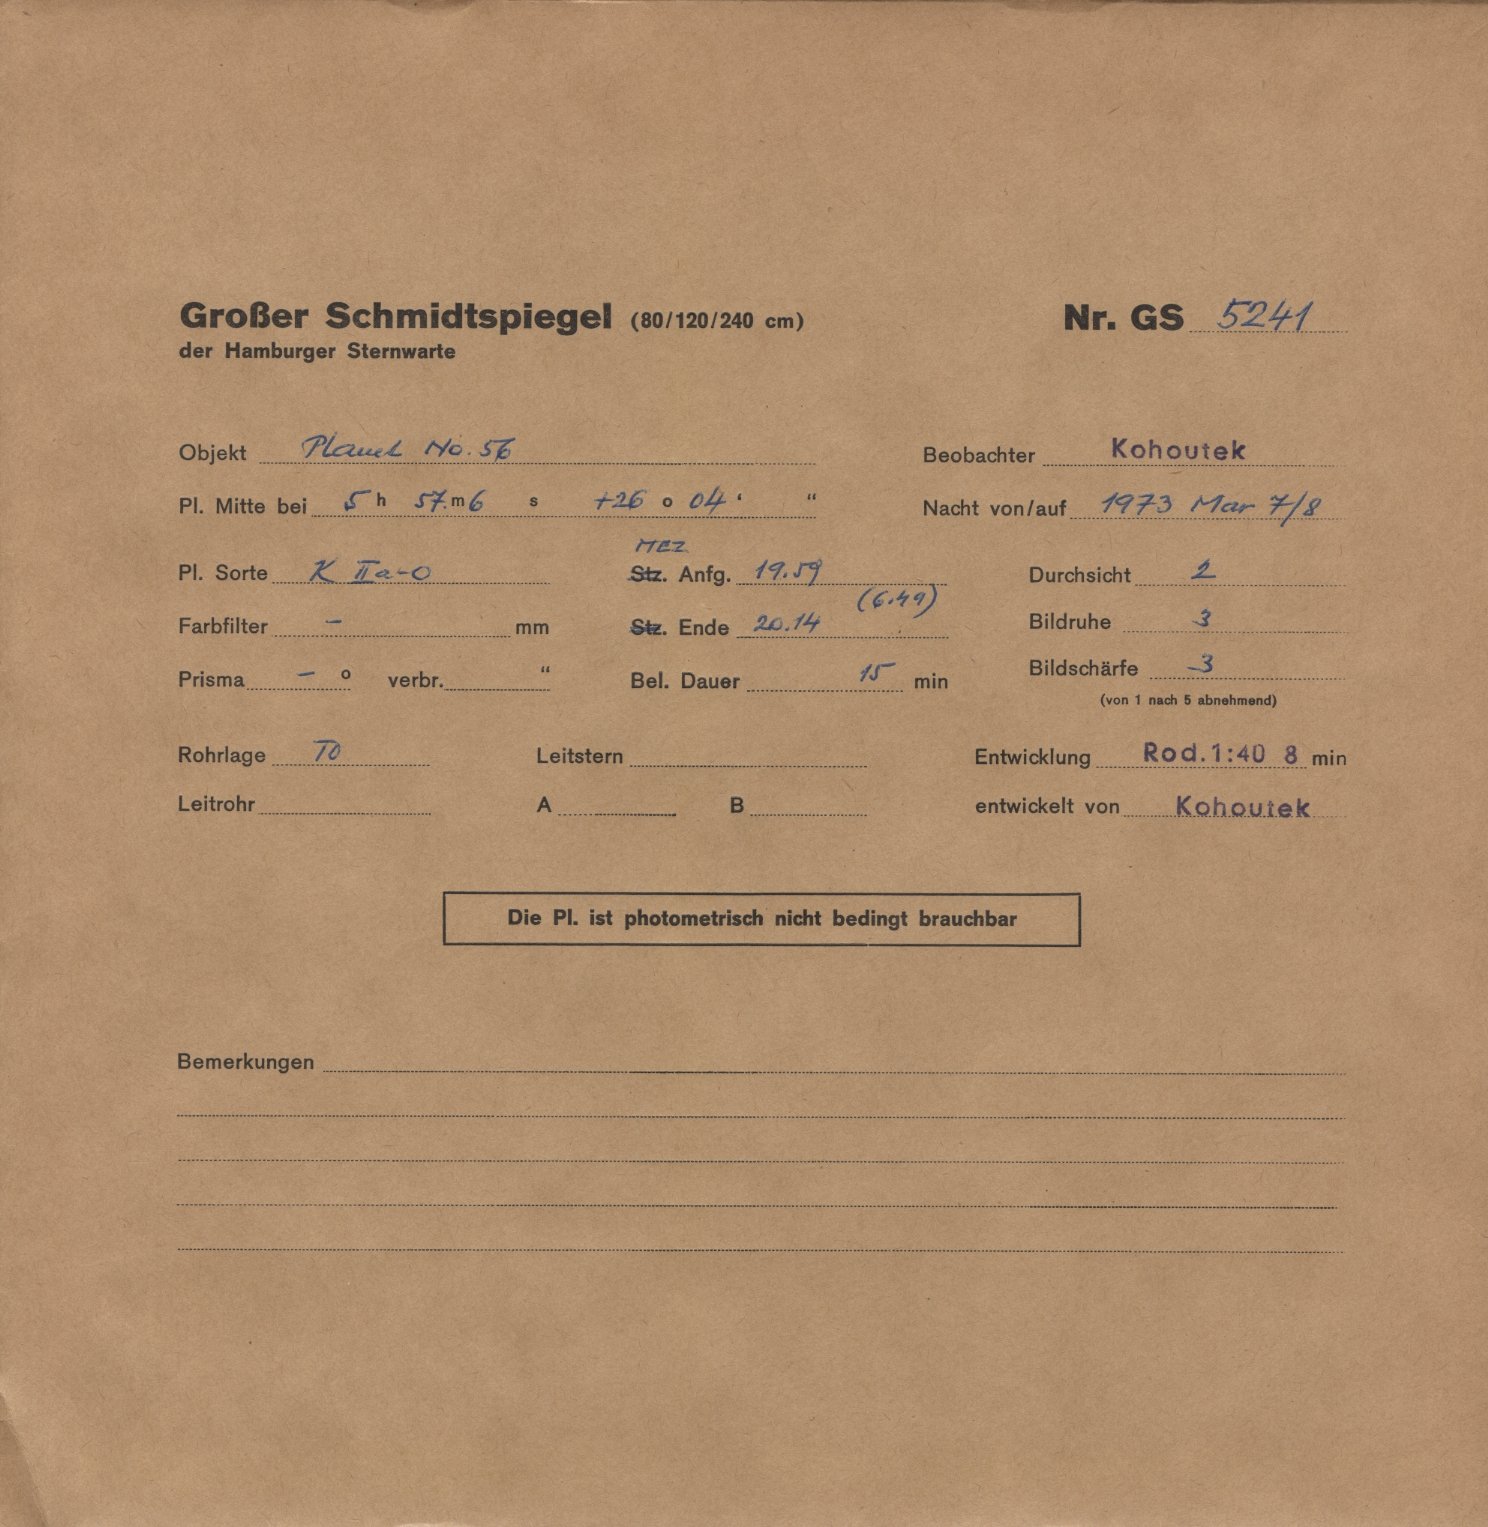 Großer Schmidtspiegel (80/120/240 cm) Nr. GS 5241
der Hamburger Sternwarte
Objekt Planet No. 56 Beobachter Kohoutek
Pl. Mitte bei 5 h 57. m 6 s +26 o 04 ‘ “ Nacht von/auf 1973 Mar 7/8
MEZ
Pl. Sorte K IIa-O Stz. Anfg. 19.59 Durchsicht 2
(6.49)
Farbfilter – mm Stz. Ende 20.14 Bildruhe 3
Prisma – o verbr. “ Bel. Dauer 15 min Bildschärfe 3
(von 1 nach 5 abnehmend)
Rohrlage TO Leitstern Entwicklung Rod. 1:40 8 min
Leitrohr A B entwickelt von Kohoutek
Die Pl. ist photometrisch nicht bedingt brauchbar
Bemerkungen